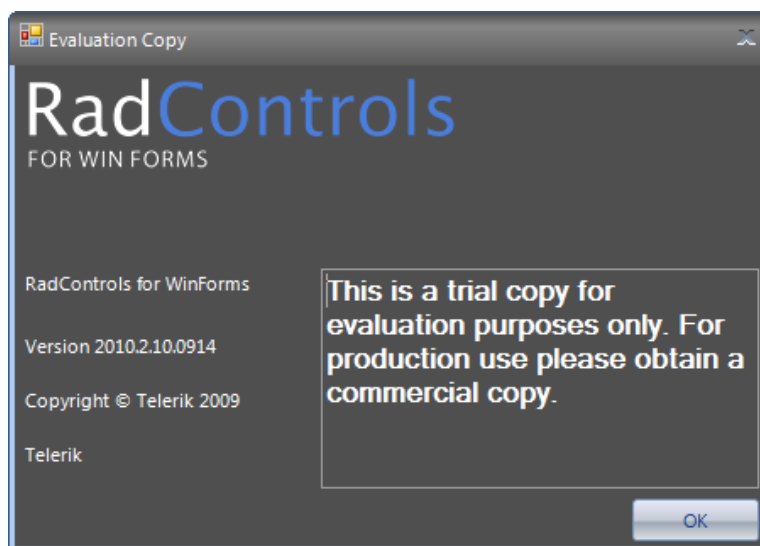 Evaluation Copy
RadControls
FOR WIN FORMS
RadControls for WinForms
Version 2010.2.10.0914
Copyright © Telerik 2009
Telerik
This is a trial copy for
evaluation purposes only. For
production use please obtain a
commercial copy.
OK